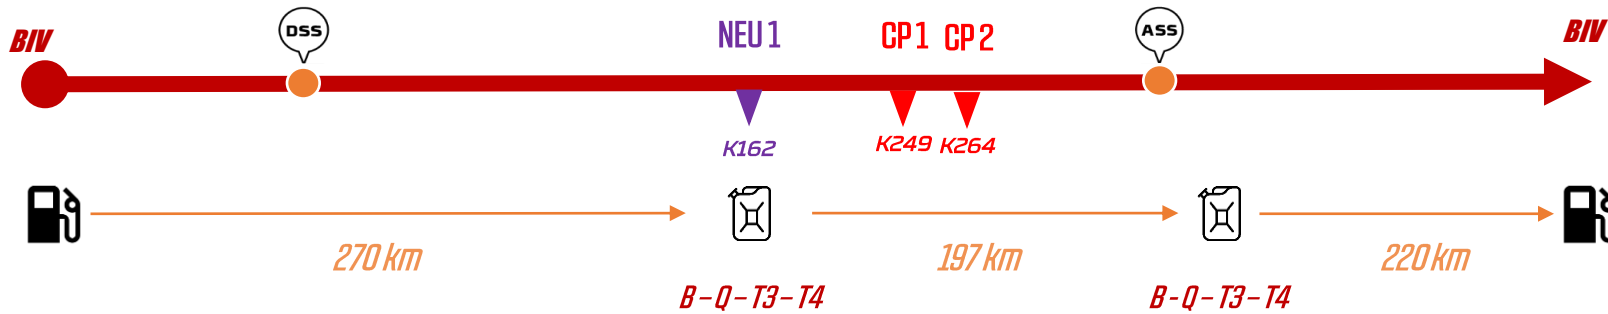 BIV
DSS
NEU 1
CP 1
CP 2
ASS
BIV
K162
K249
K264
270 km
197 km
220 km
B – Q – T3 – T4
B – Q – T3 – T4